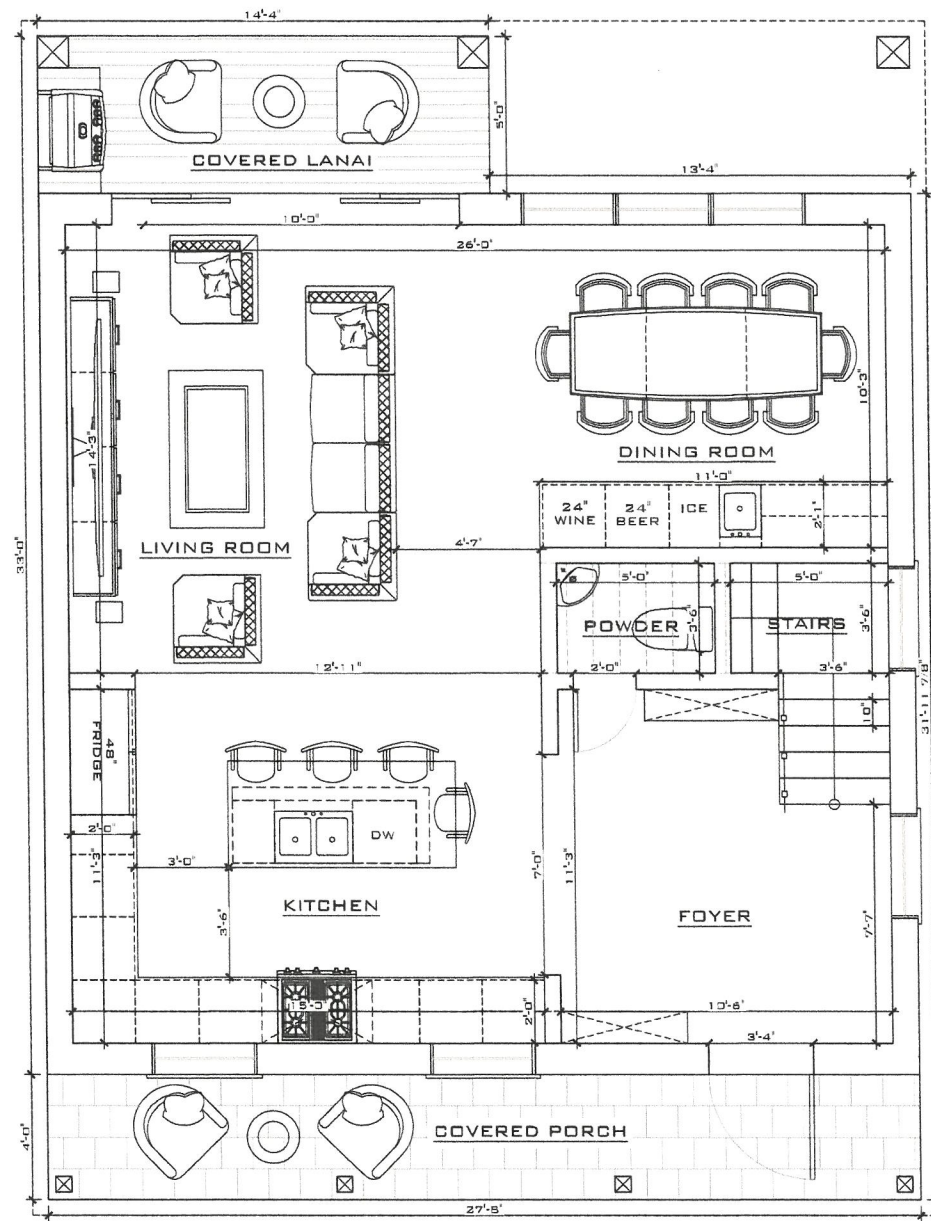 14'-4"
5'-0"
COVERED LANAI
13'-4"
10'-0"
26'-0"
10'-3"
14'-3"
DINING ROOM
11'-0"
24"
WINE
24"
BEER
ICE
2'-1"
LIVING ROOM
4'-7"
33'-0"
5'-0"
5'-0"
POWDER
3'-6"
STAIRS
3'-6"
12'-11"
2'-0"
3'-6"
31'-11 7/8"
10"
48"
FRIDGE
DW
2'-0"
11'-3"
3'-0"
7'-0"
11'-3"
KITCHEN
3'-6"
FOYER
7'-7"
15'-0"
2'-0"
10'-6"
3'-4"
COVERED PORCH
4'-0"